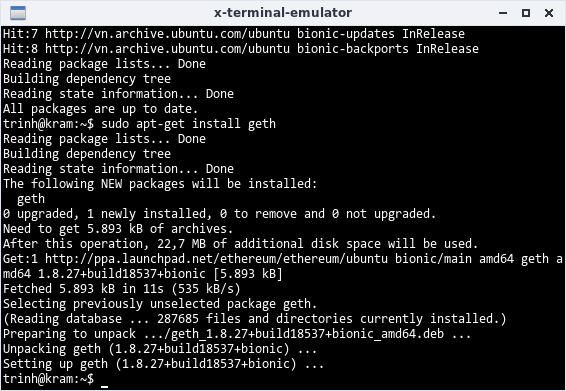 x-terminal-emulator
Hit:7 http://vn.archive.ubuntu.com/ubuntu bionic-updates InRelease
Hit:8 http://vn.archive.ubuntu.com/ubuntu bionic-backports InRelease
Reading package lists... Done
Building dependency tree
Reading state information... Done
All packages are up to date.
trinh@kram:~$ sudo apt-get install geth
Reading package lists... Done
Building dependency tree
Reading state information... Done
The following NEW packages will be installed:
  geth
0 upgraded, 1 newly installed, 0 to remove and 0 not upgraded.
Need to get 5.893 kB of archives.
After this operation, 22,7 MB of additional disk space will be used.
Get:1 http://ppa.launchpad.net/ethereum/ethereum/ubuntu bionic/main amd64 geth a
md64 1.8.27+build18537+bionic [5.893 kB]
Fetched 5.893 kB in 11s (535 kB/s)
Selecting previously unselected package geth.
(Reading database ... 287685 files and directories currently installed.)
Preparing to unpack .../geth_1.8.27+build18537+bionic_amd64.deb ...
Unpacking geth (1.8.27+build18537+bionic) ...
Setting up geth (1.8.27+build18537+bionic) ...
trinh@kram:~$